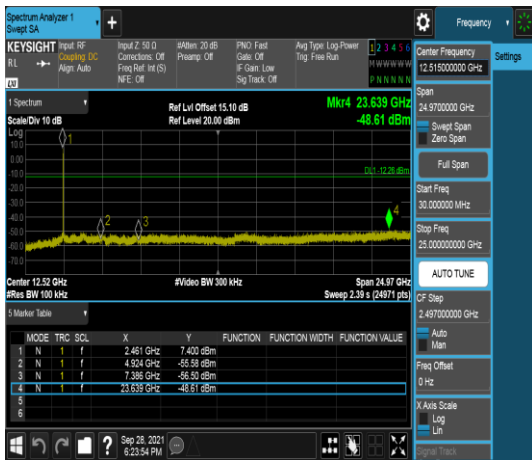 Spectrum Analyzer 1
Swept SA
+
Frequency
KEYSIGHT Input: RF Input Z: 50 Ω #Atten: 20 dB PNO: Fast Avg Type: Log-Power 1 2 3 4 5 6
RL Coupling: DC Corrections: Off Preamp: Off Gate: Off Trig: Free Run M W W W W W
Align: Auto Freq Ref: Int (S) IF Gain: Low
LXI NFE: Off Sig Track: Off P N N N N N
1 Spectrum
Ref Lvl Offset 15.10 dB
Mkr4 23.639 GHz
Scale/Div 10 dB
Ref Level 20.00 dBm
-48.61 dBm
Log
10.0
0.00
-10.0
-20.0
-30.0
-40.0
-50.0
-60.0
-70.0
1
2
3
4
DL1 -12.26 dBm
Center 12.52 GHz #Video BW 300 kHz Span 24.97 GHz
#Res BW 100 kHz Sweep 2.39 s (24971 pts)
5 Marker Table
MODE TRC SCL X Y FUNCTION FUNCTION WIDTH FUNCTION VALUE
1 N 1 f 2.461 GHz 7.400 dBm
2 N 1 f 4.924 GHz -55.58 dBm
3 N 1 f 7.386 GHz -56.50 dBm
4 N 1 f 23.639 GHz -48.61 dBm
5
6
?
Sep 28, 2021
6:23:54 PM
Center Frequency
12.515000000 GHz
Settings
Span
24.9700000 GHz
Swept Span
Zero Span
Full Span
Start Freq
30.000000 MHz
Stop Freq
25.000000000 GHz
AUTO TUNE
CF Step
2.497000000 GHz
Auto
Man
Freq Offset
0 Hz
X Axis Scale
Log
Lin
Signal Track